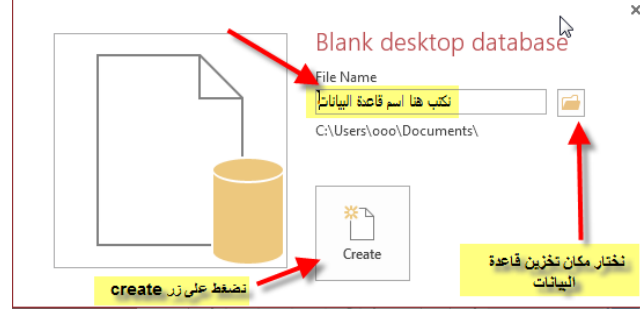 Blank desktop database
File Name
نكتب هنا اسم قاعدة البيانات
C:\Users\ooo\Documents\
Create
نختار مكان تخزين قاعدة
البيانات
نضغط على زر create